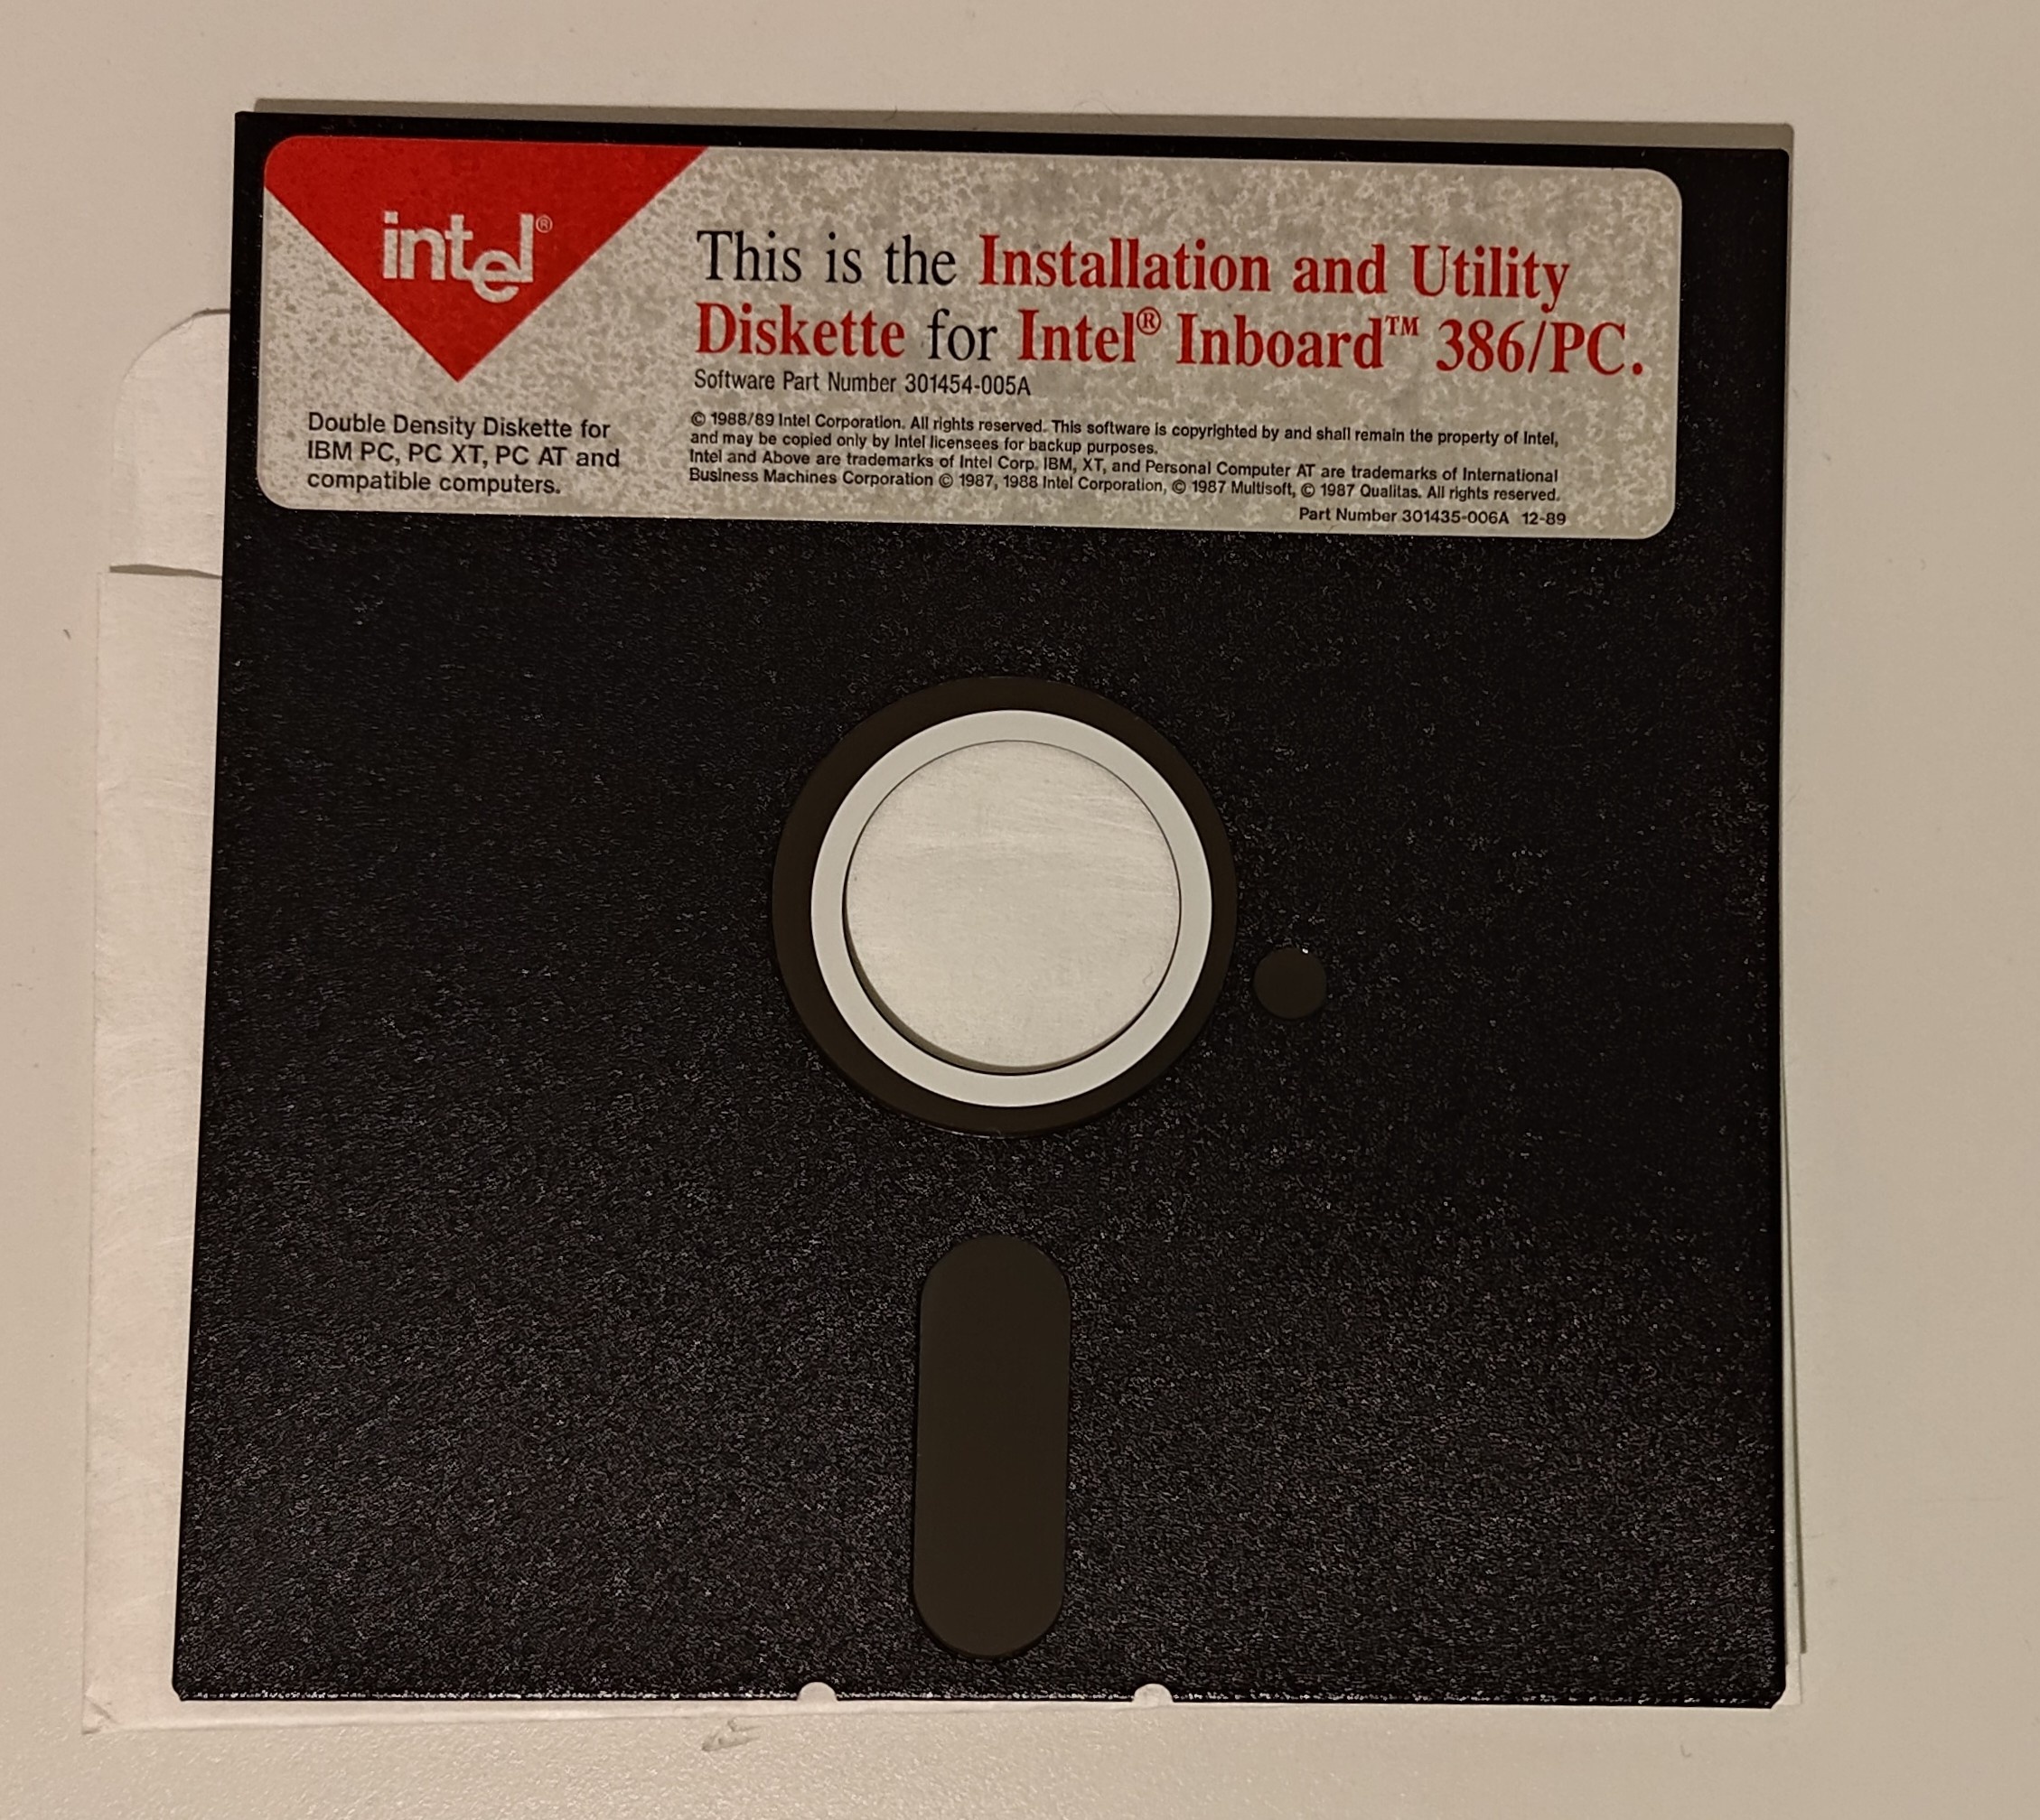 intel®
This is the Installation and Utility
Diskette for Intel® Inboard™ 386/PC.
Software Part Number 301454-005A
Double Density Diskette for
IBM PC, PC XT, PC AT and
compatible computers.
© 1988/89 Intel Corporation. All rights reserved. This software is copyrighted by and shall remain the property of Intel,
and may be copied only by Intel licensees for backup purposes.
Intel and Above are trademarks of Intel Corp. IBM, XT, and Personal Computer AT are trademarks of International
Business Machines Corporation © 1987, 1988 Intel Corporation, © 1987 Multisoft, © 1987 Qualitas. All rights reserved.
Part Number 301435-006A 12-89